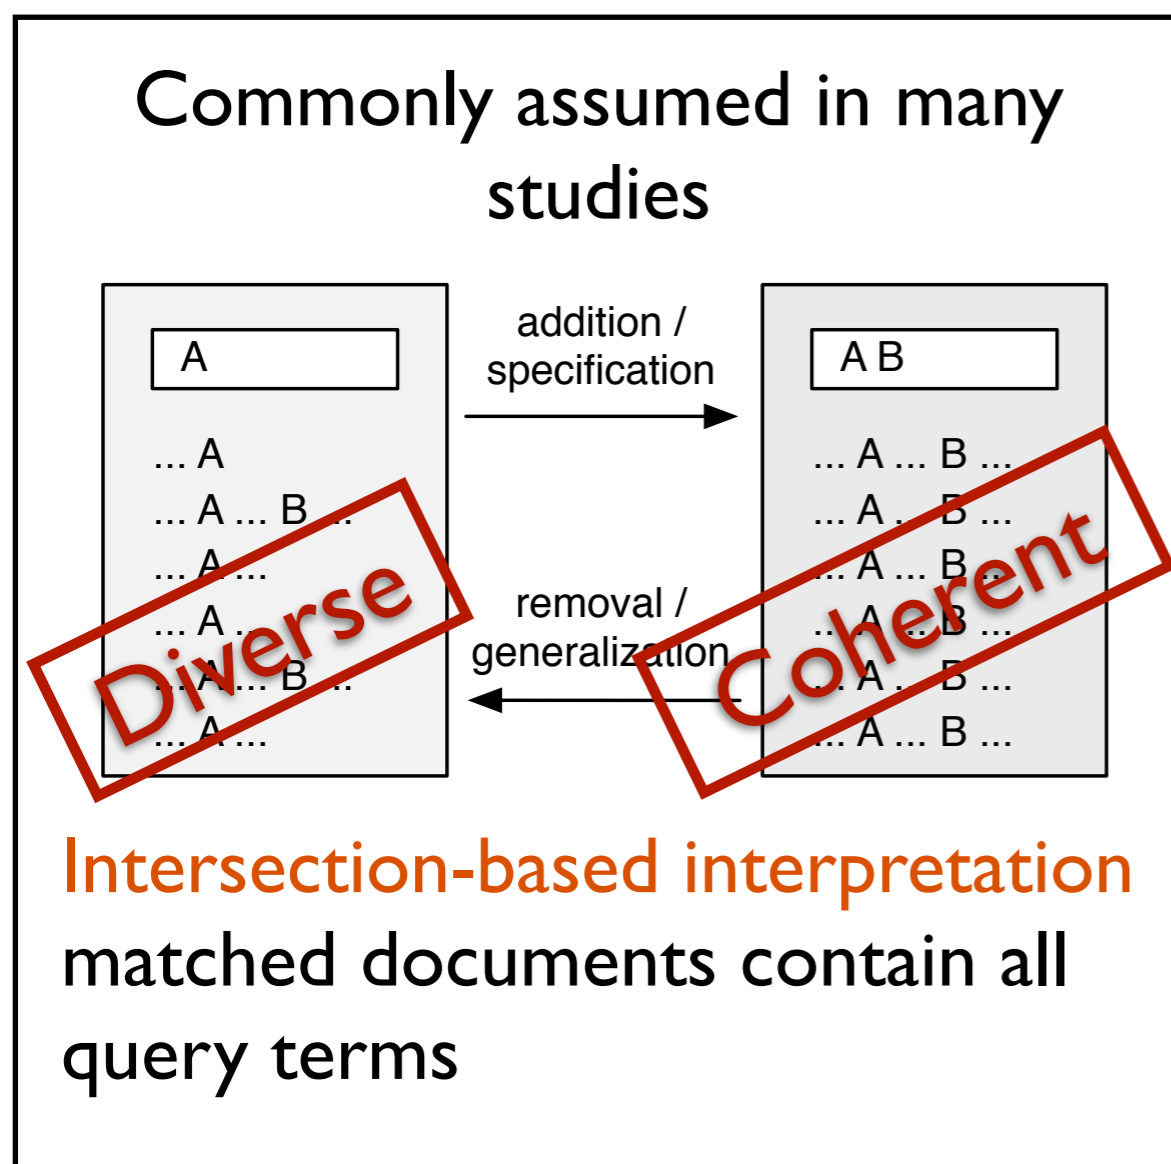 Commonly assumed in many
studies
A
... A
... A ... B ...
... A ...
... A ...
... A ... B ...
... A ...
Diverse
addition /
specification
removal /
generalization
A B
... A ... B ...
... A ... B ...
... A ... B ...
... A ... B ...
... A ... B ...
... A ... B ...
Coherent
Intersection-based interpretation
matched documents contain all
query terms